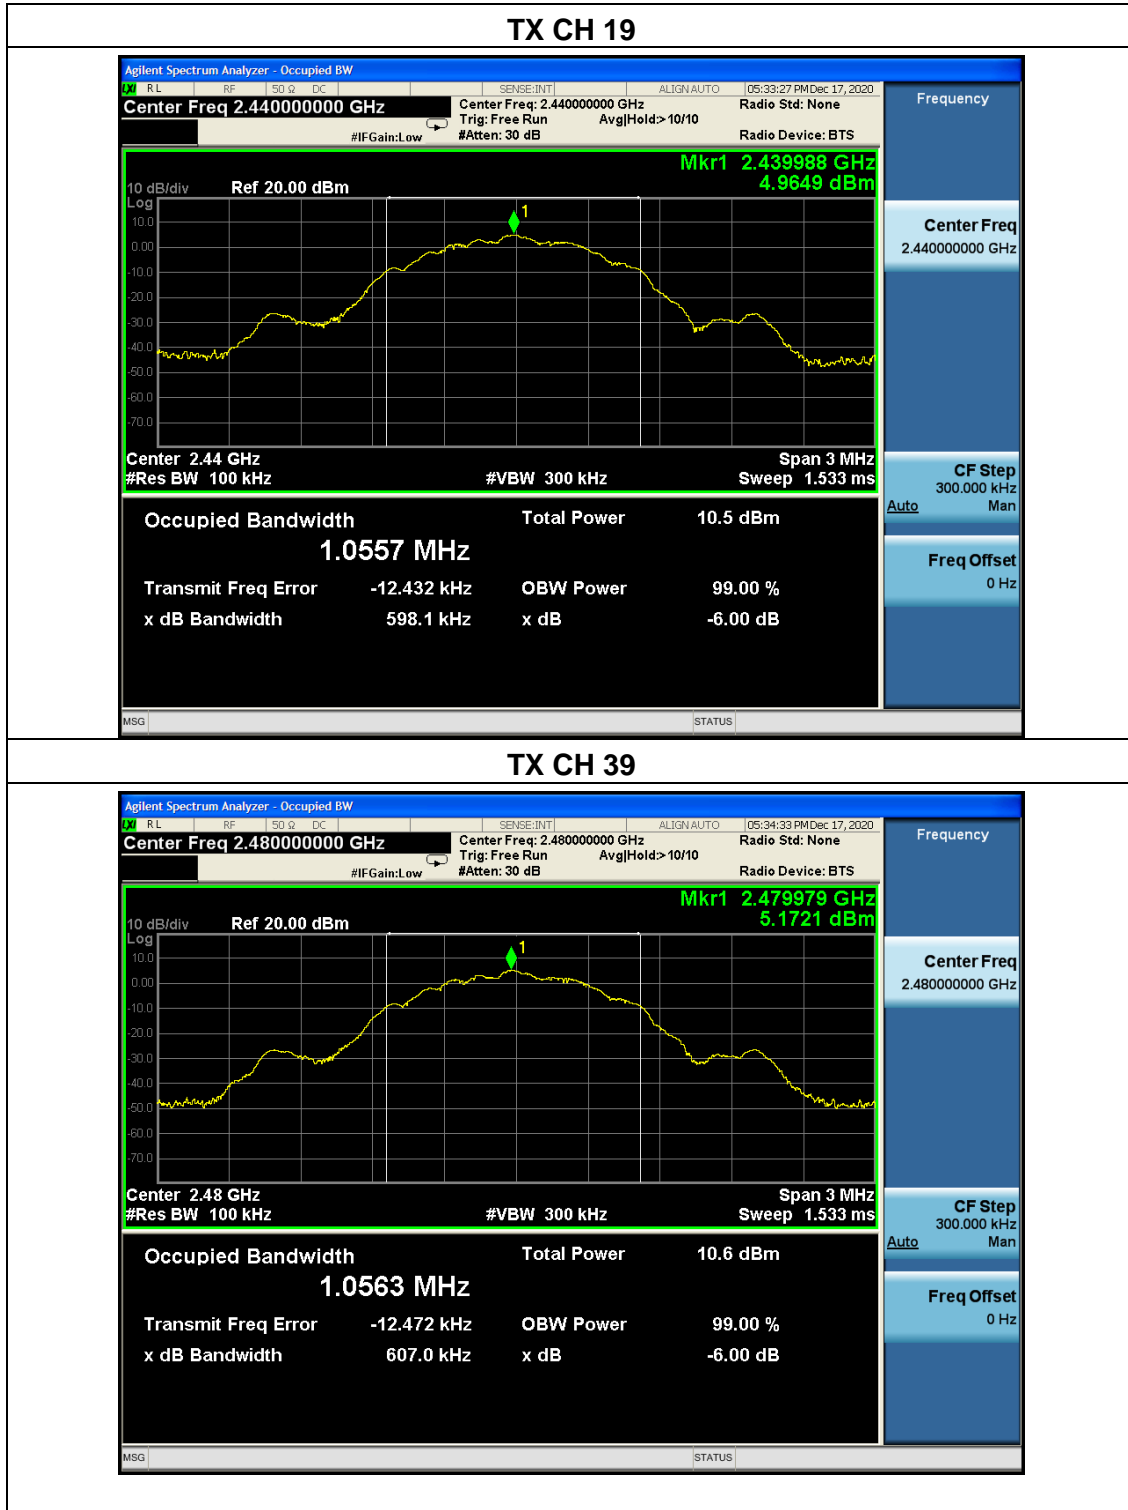 TX CH 19
Agilent Spectrum Analyzer - Occupied BW
LXI RL RF 50 Ω DC SENSE:INT ALIGN AUTO 05:33:27 PM Dec 17, 2020
Center Freq 2.440000000 GHz
Center Freq: 2.440000000 GHz Radio Std: None
Trig: Free Run Avg|Hold:>10/10
#IFGain:Low #Atten: 30 dB Radio Device: BTS
Frequency
Mkr1 2.439988 GHz
4.9649 dBm
10 dB/div Ref 20.00 dBm
Log
1
10.0
0.00
-10.0
-20.0
-30.0
-40.0
-50.0
-60.0
-70.0
Center Freq
2.440000000 GHz
Center 2.44 GHz Span 3 MHz
#Res BW 100 kHz #VBW 300 kHz Sweep 1.533 ms
CF Step
300.000 kHz
Auto Man
Occupied Bandwidth Total Power 10.5 dBm
1.0557 MHz
Freq Offset
0 Hz
Transmit Freq Error -12.432 kHz OBW Power 99.00 %
x dB Bandwidth 598.1 kHz x dB -6.00 dB
MSG STATUS
TX CH 39
Agilent Spectrum Analyzer - Occupied BW
LXI RL RF 50 Ω DC SENSE:INT ALIGN AUTO 05:34:33 PM Dec 17, 2020
Center Freq 2.480000000 GHz
Center Freq: 2.480000000 GHz Radio Std: None
Trig: Free Run Avg|Hold:>10/10
#IFGain:Low #Atten: 30 dB Radio Device: BTS
Frequency
Mkr1 2.479979 GHz
5.1721 dBm
10 dB/div Ref 20.00 dBm
Log
1
10.0
0.00
-10.0
-20.0
-30.0
-40.0
-50.0
-60.0
-70.0
Center Freq
2.480000000 GHz
Center 2.48 GHz Span 3 MHz
#Res BW 100 kHz #VBW 300 kHz Sweep 1.533 ms
CF Step
300.000 kHz
Auto Man
Occupied Bandwidth Total Power 10.6 dBm
1.0563 MHz
Freq Offset
0 Hz
Transmit Freq Error -12.472 kHz OBW Power 99.00 %
x dB Bandwidth 607.0 kHz x dB -6.00 dB
MSG STATUS